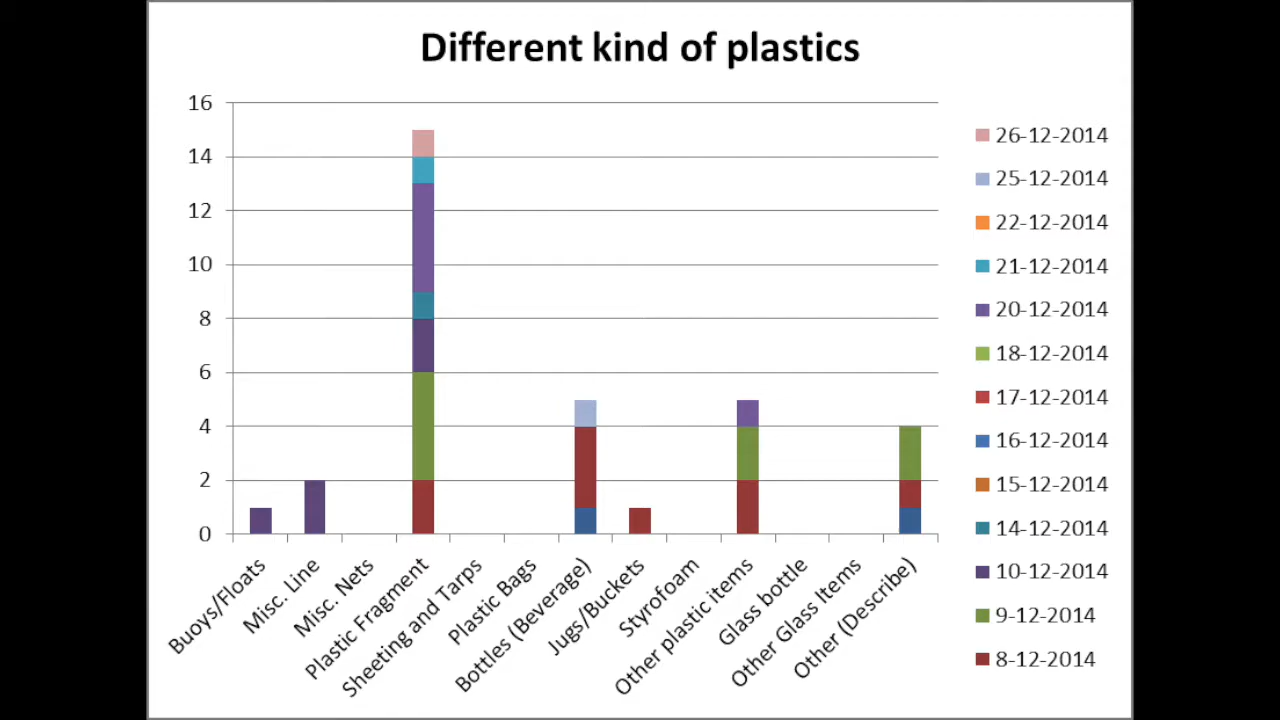 Different kind of plastics
16
14
12
10
8
6
4
2
0
Buoys/Floats
Misc. Line
Misc. Nets
Plastic Fragment
Sheeting and Tarps
Plastic Bags
Bottles (Beverage)
Jugs/Buckets
Styrofoam
Other plastic items
Glass bottle
Other Glass Items
Other (Describe)
26-12-2014
25-12-2014
22-12-2014
21-12-2014
20-12-2014
18-12-2014
17-12-2014
16-12-2014
15-12-2014
14-12-2014
10-12-2014
9-12-2014
8-12-2014